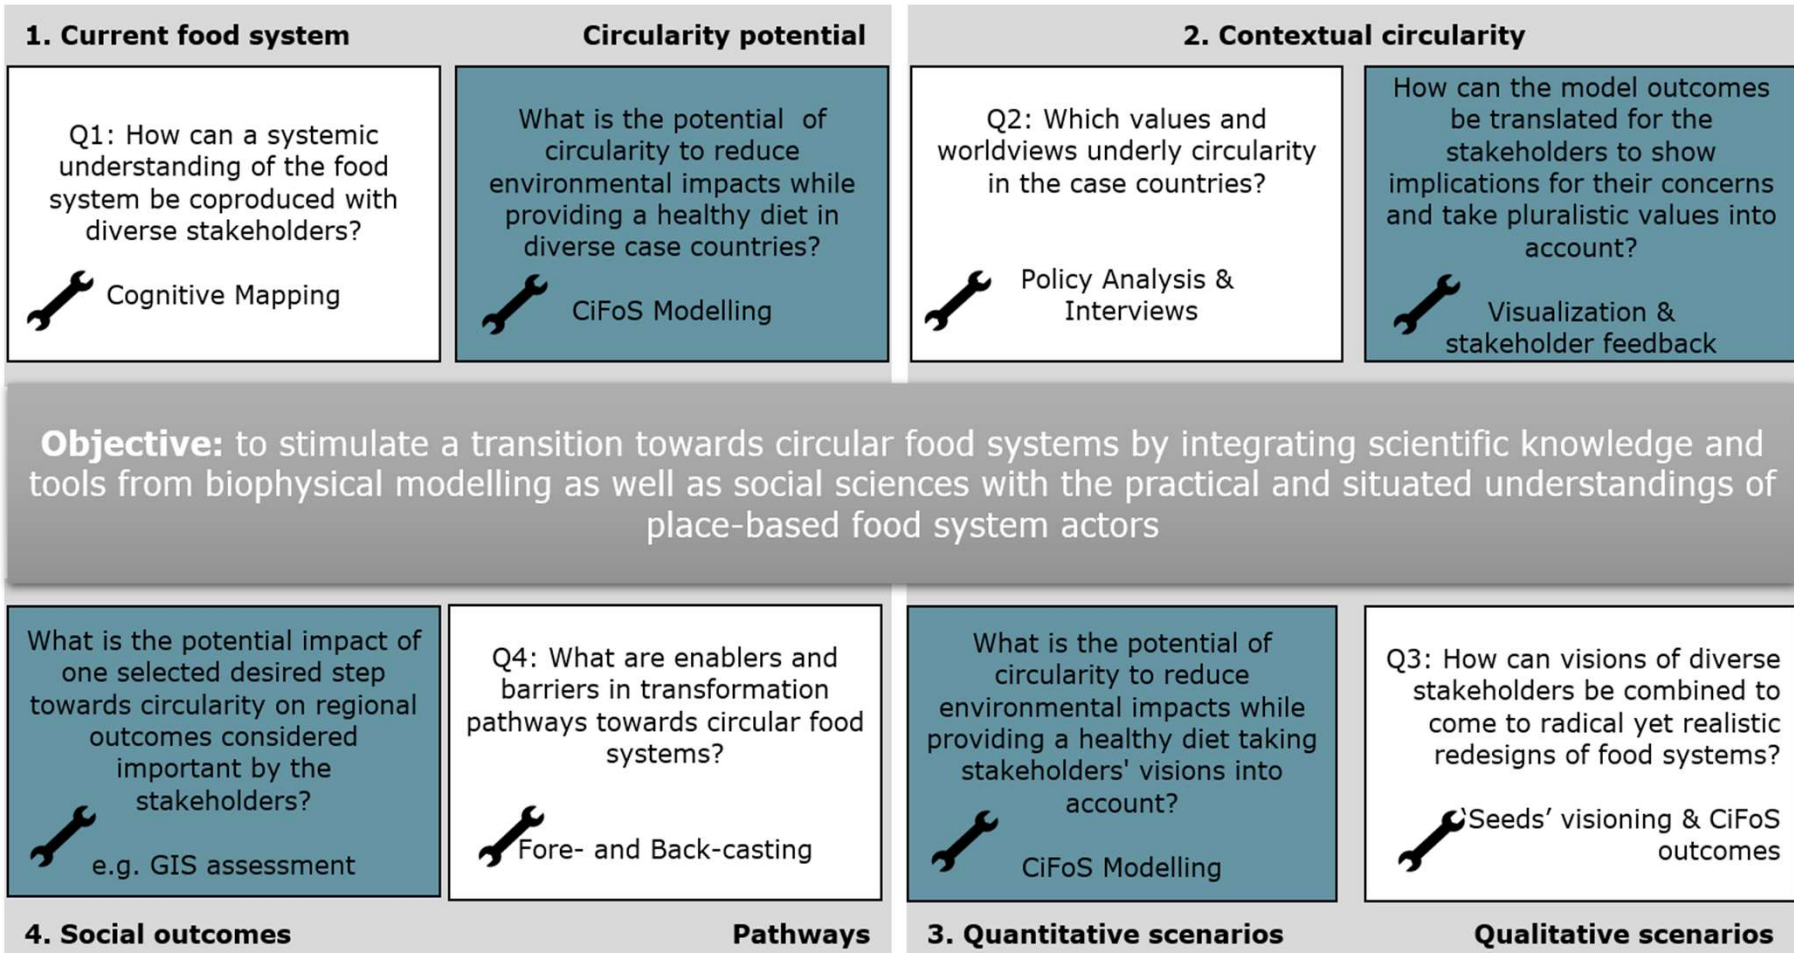 1. Current food system
Circularity potential
2. Contextual circularity
Q1: How can a systemic
understanding of the food
system be coproduced with
diverse stakeholders?
Cognitive Mapping
What is the potential of
circularity to reduce
environmental impacts while
providing a healthy diet in
diverse case countries?
CiFoS Modelling
Q2: Which values and
worldviews underly circularity
in the case countries?
Policy Analysis &
Interviews
How can the model outcomes
be translated for the
stakeholders to show
implications for their concerns
and take pluralistic values into
account?
Visualization &
stakeholder feedback
Objective: to stimulate a transition towards circular food systems by integrating scientific knowledge and
tools from biophysical modelling as well as social sciences with the practical and situated understandings of
place-based food system actors
What is the potential impact of
one selected desired step
towards circularity on regional
outcomes considered
important by the
stakeholders?
e.g. GIS assessment
Q4: What are enablers and
barriers in transformation
pathways towards circular food
systems?
Fore- and Back-casting
What is the potential of
circularity to reduce
environmental impacts while
providing a healthy diet taking
stakeholders' visions into
account?
CiFoS Modelling
Q3: How can visions of diverse
stakeholders be combined to
come to radical yet realistic
redesigns of food systems?
‘Seeds’ visioning & CiFoS
outcomes
4. Social outcomes
Pathways
3. Quantitative scenarios
Qualitative scenarios